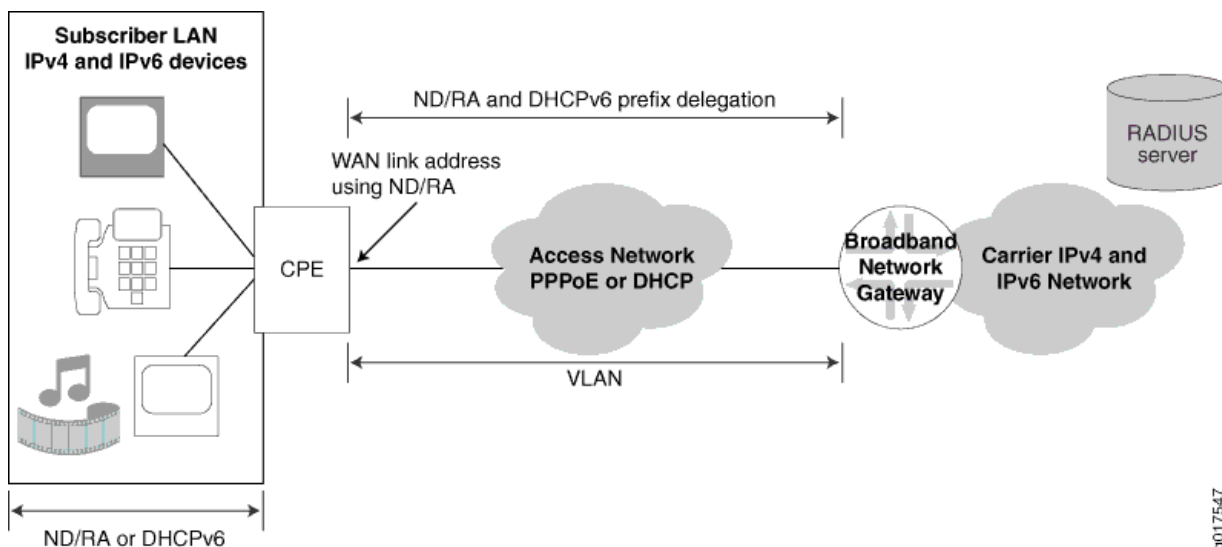 Subscriber LAN
IPv4 and IPv6 devices
ND/RA and DHCPv6 prefix delegation
RADIUS
server
WAN link address
using ND/RA
CPE
Access Network
PPPoE or DHCP
Broadband
Network
Gateway
Carrier IPv4 and
IPv6 Network
VLAN
ND/RA or DHCPv6
g017547